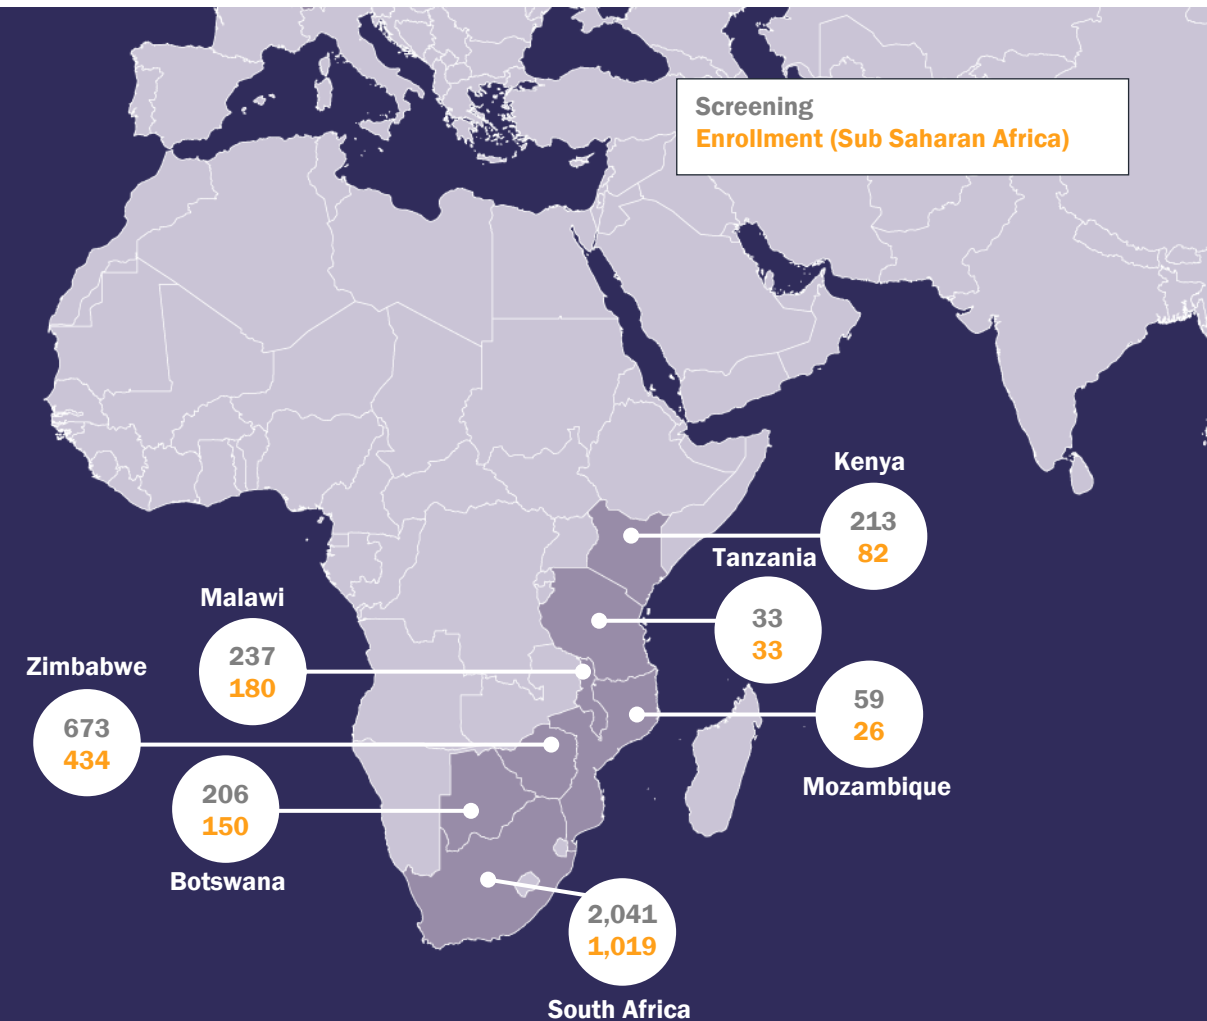 Screening
Enrollment (Sub Saharan Africa)
Kenya
213
82
Tanzania
33
33
Malawi
237
180
Zimbabwe
673
434
59
26
Mozambique
206
150
Botswana
2,041
1,019
South Africa